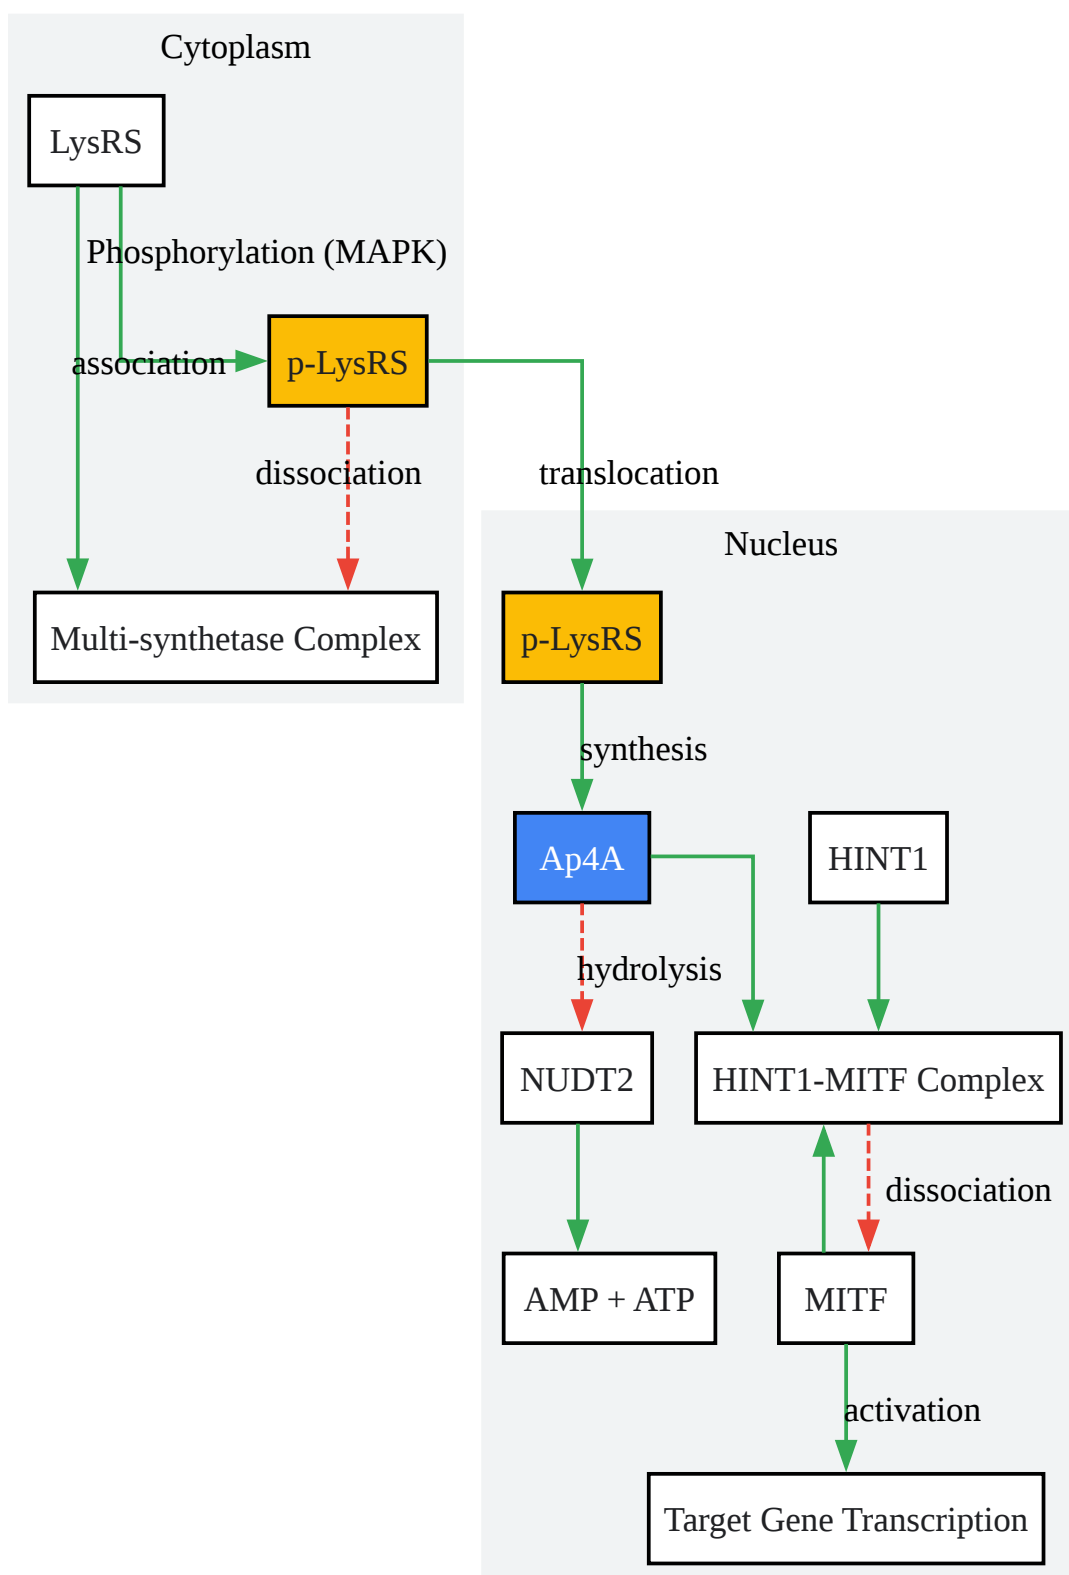 Cytoplasm
LysRS
Phosphorylation (MAPK)
association
p-LysRS
dissociation
translocation
Nucleus
Multi-synthetase Complex
p-LysRS
synthesis
Ap4A
HINT1
hydrolysis
NUDT2
HINT1-MITF Complex
dissociation
AMP + ATP
MITF
activation
Target Gene Transcription